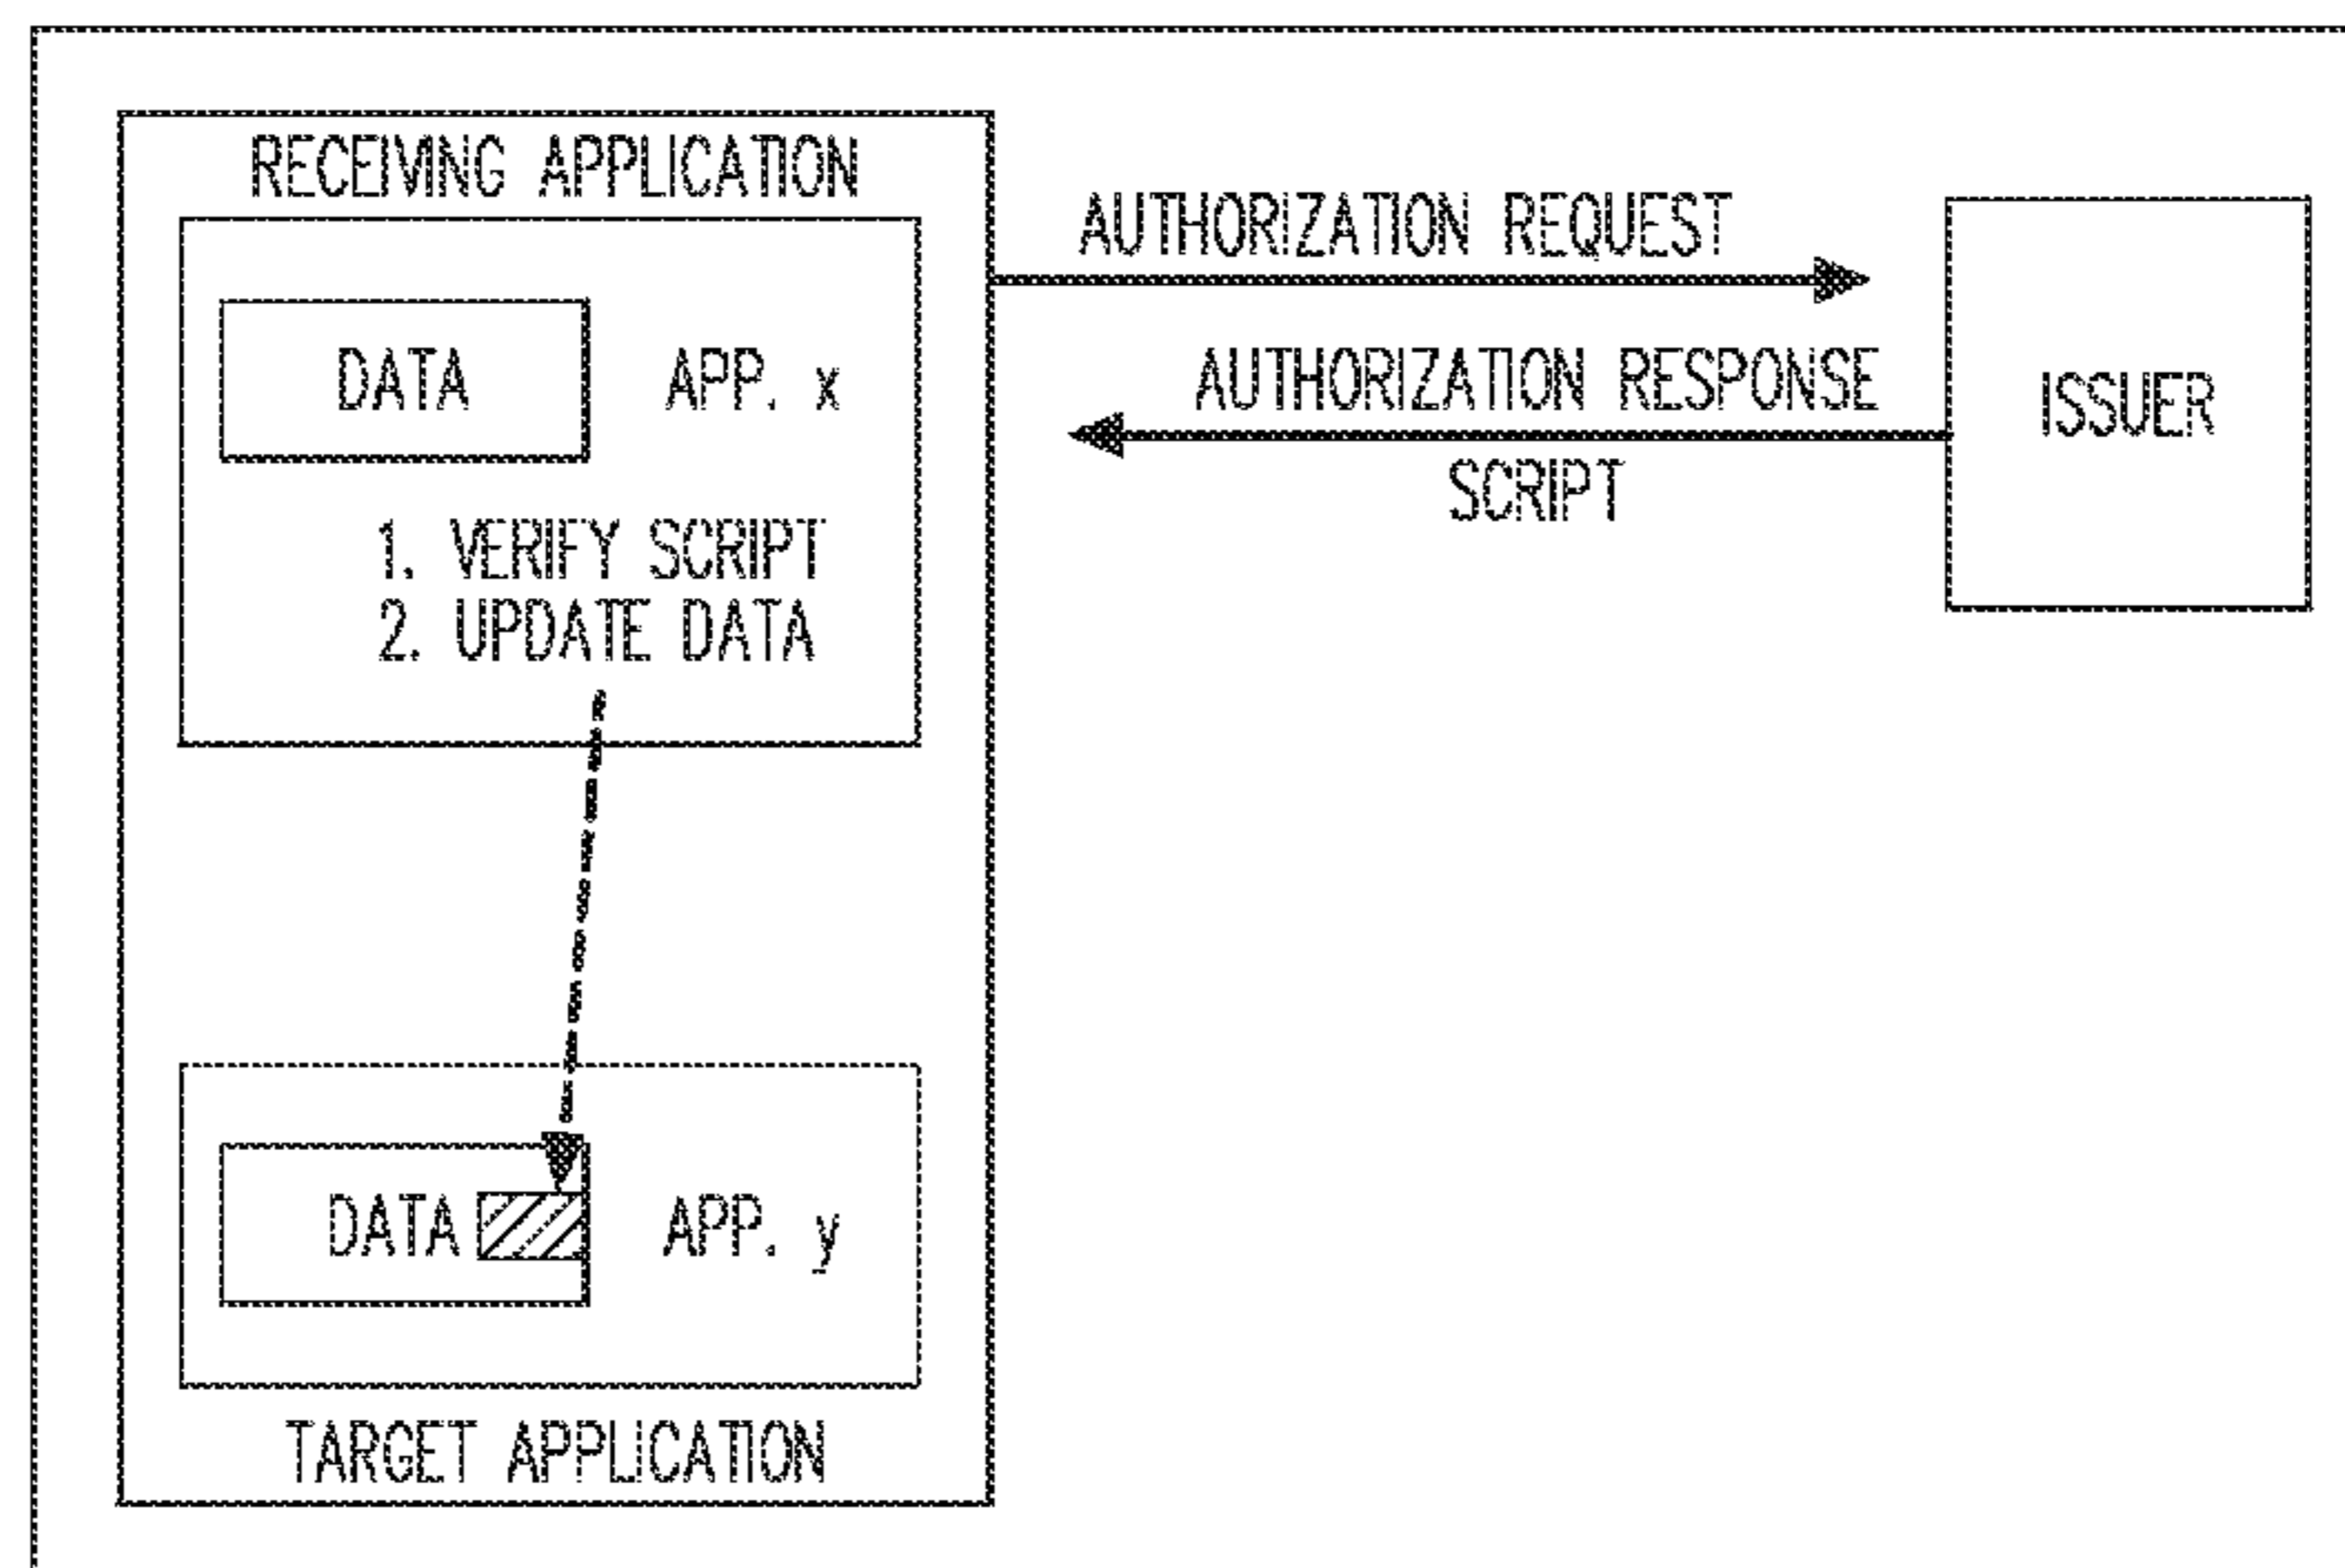 RECEIVING APPLICATION
DATA
APP. x
1. VERIFY SCRIPT
2. UPDATE DATA
AUTHORIZATION REQUEST
AUTHORIZATION RESPONSE
SCRIPT
ISSUER
DATA
APP. y
TARGET APPLICATION